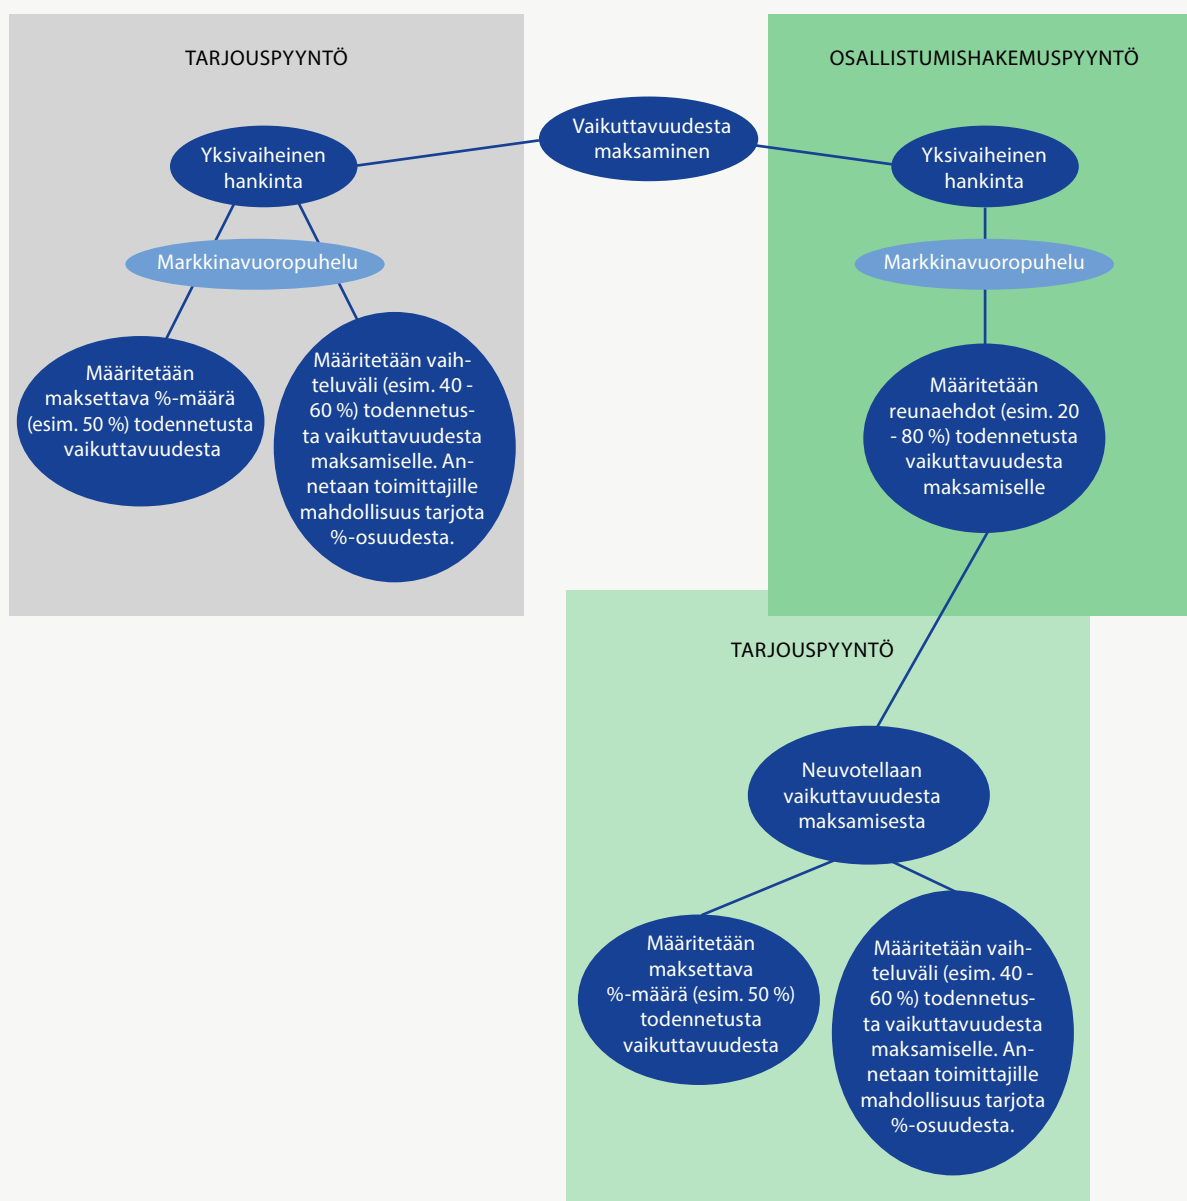 TARJOUSPYYNTÖ
Yksivaiheinen
hankinta
Markkinavuoropuhelu
Määritetään
maksettava %-määrä
(esim. 50 %) todennetusta
vaikuttavuudesta
Määritetään vaih-
teluväli (esim. 40 -
60 %) todennetus-
ta vaikuttavuudesta
maksamiselle. An-
netaan toimittajille
mahdollisuus tarjota
%-osuudesta.
Vaikuttavuudesta
maksaminen
OSALLISTUMISHAKEMUSPYYNTÖ
Yksivaiheinen
hankinta
Markkinavuoropuhelu
Määritetään
reunaehdot (esim. 20
- 80 %) todennetusta
vaikuttavuudesta
maksamiselle
TARJOUSPYYNTÖ
Neuvotellaan
vaikuttavuudesta
maksamisesta
Määritetään
maksettava
%-määrä (esim. 50 %)
todennetusta
vaikuttavuudesta
Määritetään vaih-
teluväli (esim. 40 -
60 %) todennetus-
ta vaikuttavuudesta
maksamiselle. An-
netaan toimittajille
mahdollisuus tarjota
%-osuudesta.